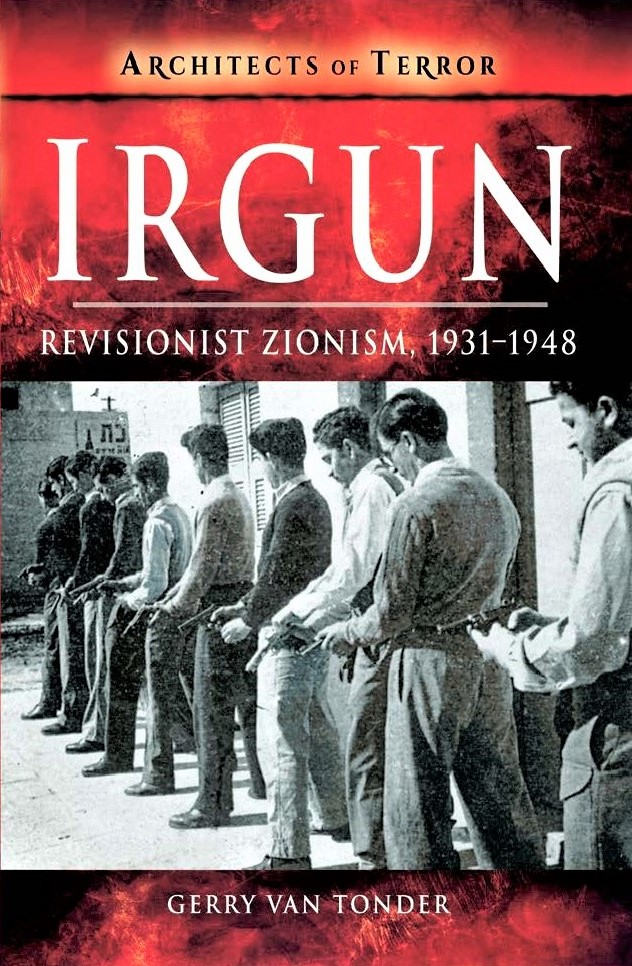 ARCHITECTS OF TERROR
IRGUN
REVISIONIST ZIONISM, 1931–1948
GERRY VAN TONDER